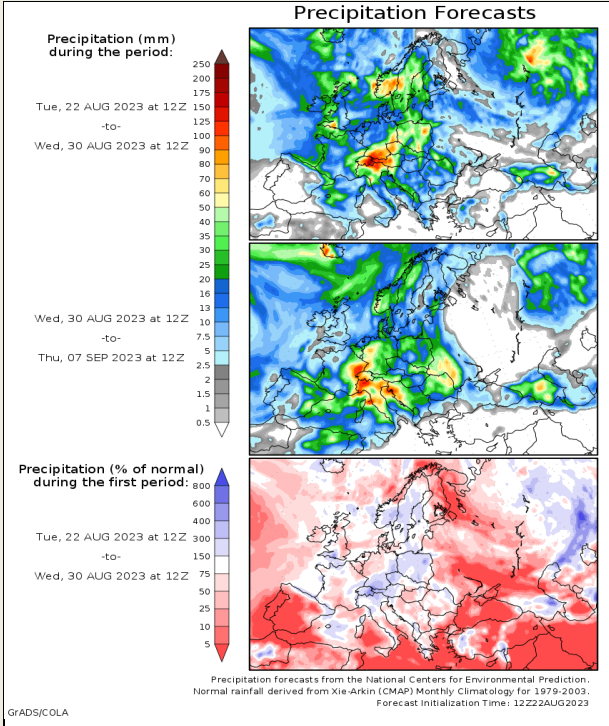 Precipitation Forecasts
Precipitation (mm)
during the period:
Tue, 22 AUG 2023 at 12Z
-to-
Wed, 30 AUG 2023 at 12Z
250
200
175
150
125
100
90
80
70
60
50
40
35
30
25
20
16
13
10
7.5
5
2.5
2
1.5
1
0.5
Wed, 30 AUG 2023 at 12Z
-to-
Thu, 07 SEP 2023 at 12Z
Precipitation (% of normal)
during the first period:
Tue, 22 AUG 2023 at 12Z
-to-
Wed, 30 AUG 2023 at 12Z
800
600
400
300
150
75
50
25
10
5
Precipitation forecasts from the National Centers for Environmental Prediction.
Normal rainfall derived from Xie-Arkin (CMAP) Monthly Climatology for 1979-2003.
Forecast Initialization Time: 12Z22AUG2023
GrADS/COLA